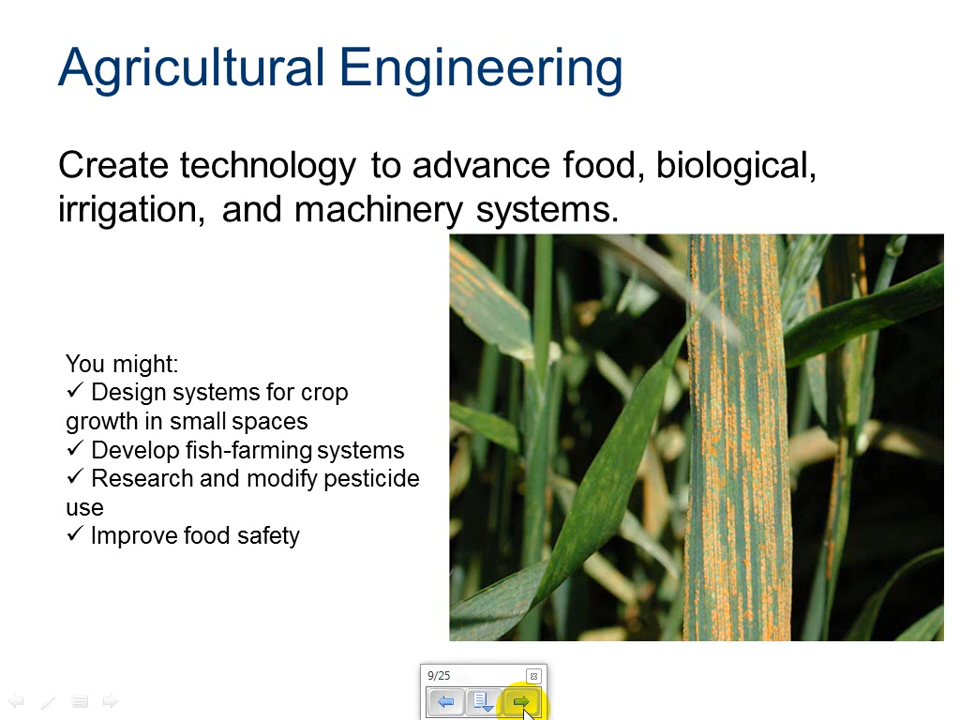 Agricultural Engineering
Create technology to advance food, biological,
irrigation, and machinery systems.
You might:
✓ Design systems for crop
growth in small spaces
✓ Develop fish-farming systems
✓ Research and modify pesticide
use
✓ Improve food safety
9/25